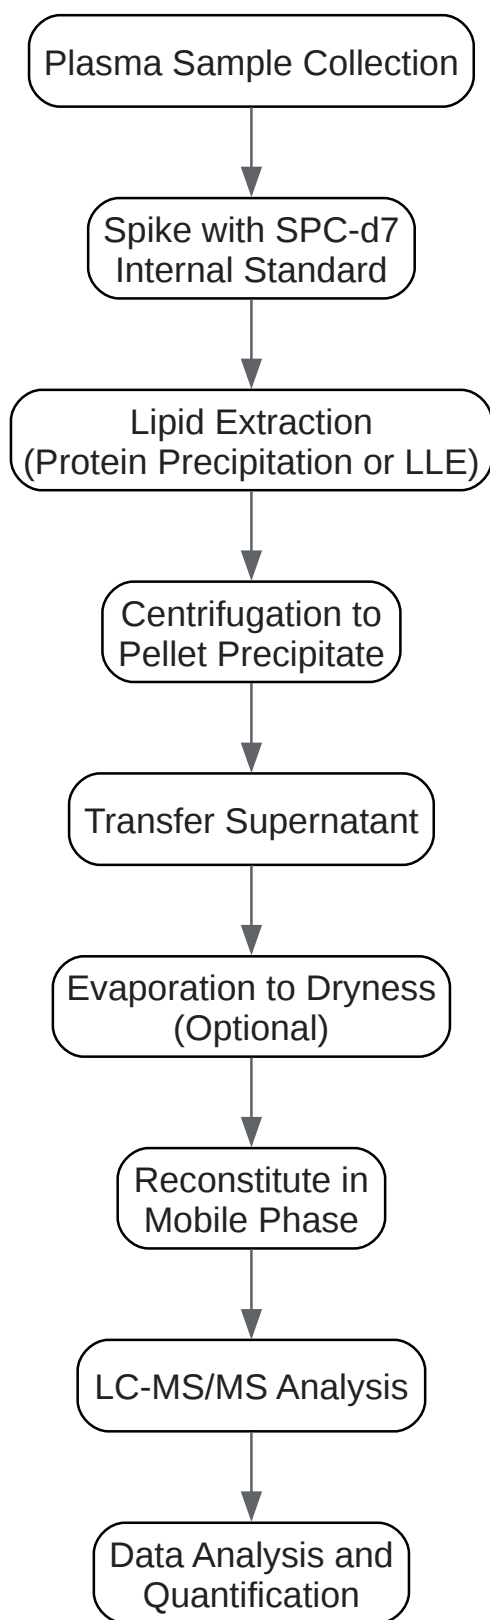 Plasma Sample Collection
Spike with SPC-d7
Internal Standard
Lipid Extraction
(Protein Precipitation or LLE)
Centrifugation to
Pellet Precipitate
Transfer Supernatant
Evaporation to Dryness
(Optional)
Reconstitute in
Mobile Phase
LC-MS/MS Analysis
Data Analysis and
Quantification